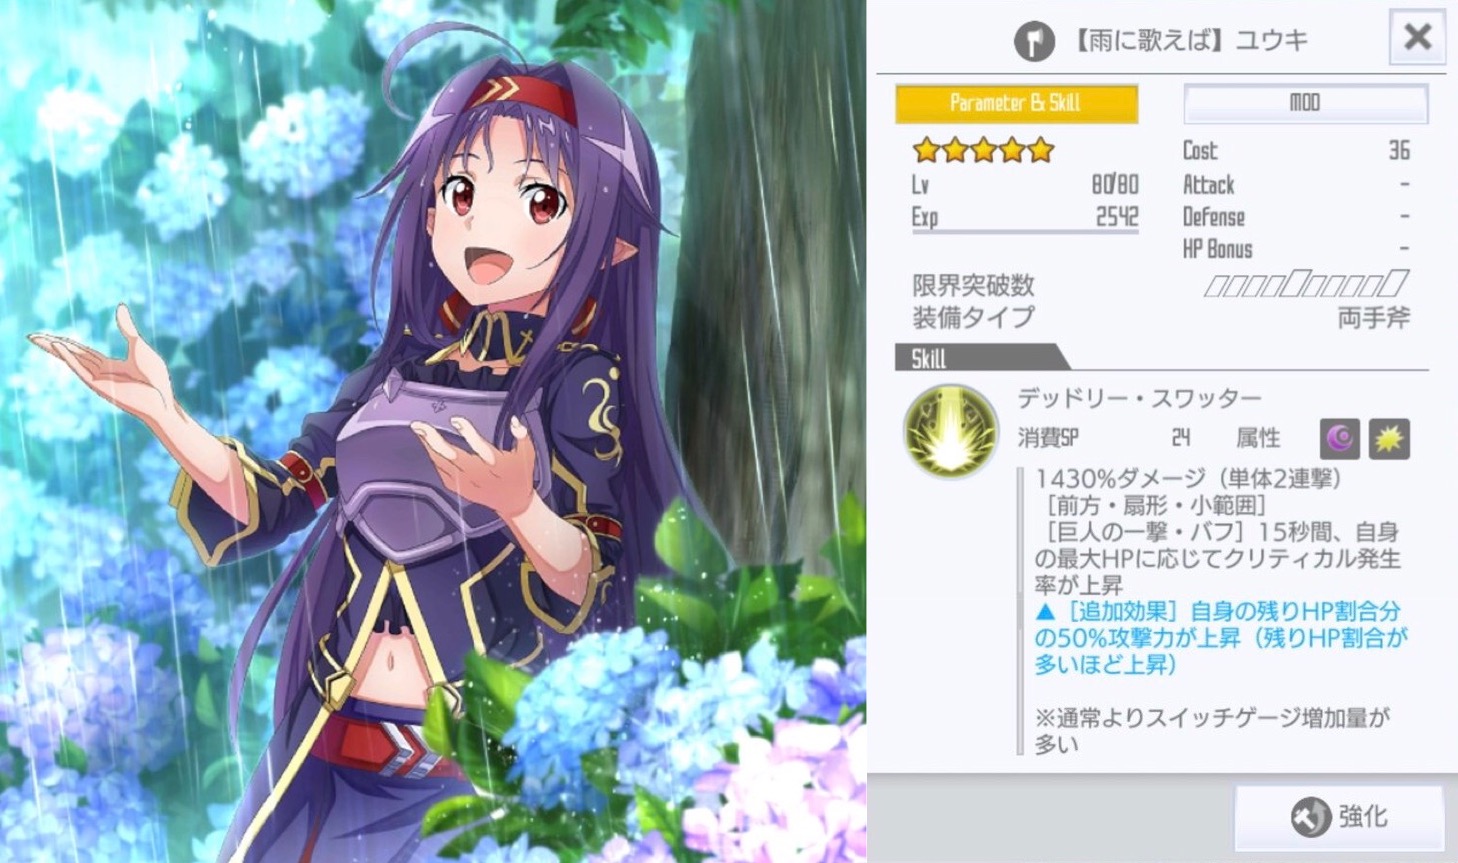 【雨に歌えば】ユウキ
Parameter & Skill
MOD
Cost 36
Lv 80/80
Attack -
Exp 2542
Defense -
HP Bonus -
限界突破数
装備タイプ 両手斧
Skill
デッドリー・スワッター
消費SP 24 属性
1430%ダメージ（単体2連撃）
［前方・扇形・小範囲］
［巨人の一撃・バフ］15秒間、自身
の最大HPに応じてクリティカル発生
率が上昇
▲［追加効果］自身の残りHP割合分
の50%攻撃力が上昇（残りHP割合が
多いほど上昇）
※通常よりスイッチゲージ増加量が
多い
強化